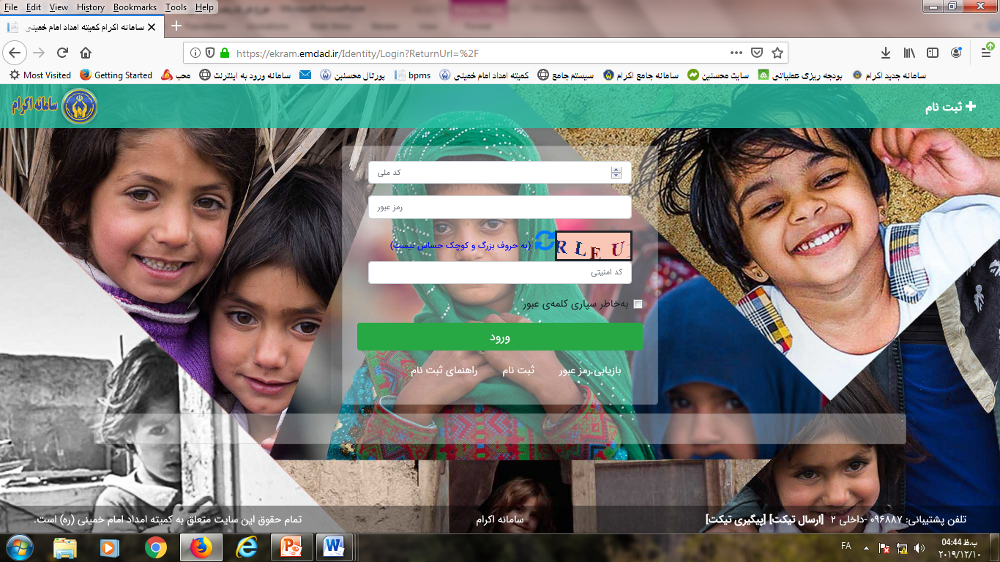 File Edit View History Bookmarks Tools Help
سامانه اکرام کمیته امداد امام خمینی
https://ekram.emdad.ir/Identity/Login?ReturnUrl=%2F
Most Visited Getting Started محب سامانه ورود به اینترنت پورتال محسنین bpms کمیته امداد امام خمینی سیستم جامع سامانه جامع اکرام سایت محسنین بودجه ریزی عملیاتی سامانه جدید اکرام
سامانه اکرام
ثبت نام
کد ملی
رمز عبور
R L E U
(به حروف بزرگ و کوچک حساس نیست)
کد امنیتی
به‌خاطر سپاری کلمه‌ی عبور
ورود
بازیابی رمز عبور ثبت نام راهنمای ثبت نام
تلفن پشتیبانی: ۰۹۶۸۸۷ -داخلی ۲ [ارسال تیکت] [پیگیری تیکت]
سامانه اکرام
تمام حقوق این سایت متعلق به کمیته امداد امام خمینی (ره) است.
FA
04:44 ب.ظ
۲۰۱۹/۱۲/۱۰